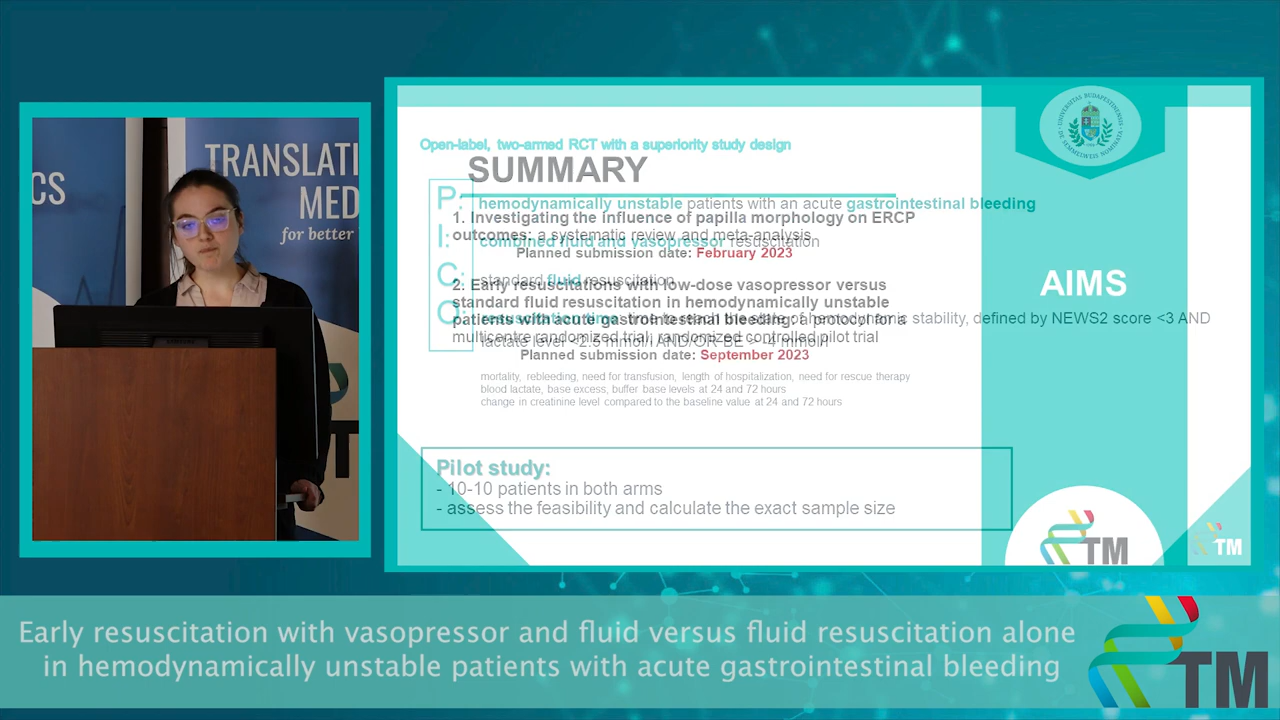 CS
TRANSLATI
MED
for better
SAMSUNG
Open-label, two-armed RCT with a superiority study design
SUMMARY
P: hemodynamically unstable patients with an acute gastrointestinal bleeding
1. Investigating the influence of papilla morphology on ERCP
outcomes: a systematic review and meta-analysis
I: combined fluid and vasopressor resuscitation
Planned submission date: February 2023
C: standard fluid resuscitation
2. Early resuscitations with low-dose vasopressor versus
standard fluid resuscitation in hemodynamically unstable
patients with acute gastrointestinal bleeding: a protocol for a
O: resuscitation time: time to reach the state of hemodynamic stability, defined by NEWS2 score <3 AND
multicentre randomized trial, randomized controlled pilot trial
lactate level <2.5 mmol/l AND/OR BE mmol/l
Planned submission date: September 2023
mortality, rebleeding, need for transfusion, length of hospitalization, need for rescue therapy
blood lactate, base excess, buffer base levels at 24 and 72 hours
change in creatinine level compared to the baseline value at 24 and 72 hours
Pilot study:
- 10-10 patients in both arms
- assess the feasibility and calculate the exact sample size
AIMS
TM
TM
Early resuscitation with vasopressor and fluid versus fluid resuscitation alone
in hemodynamically unstable patients with acute gastrointestinal bleeding
TM